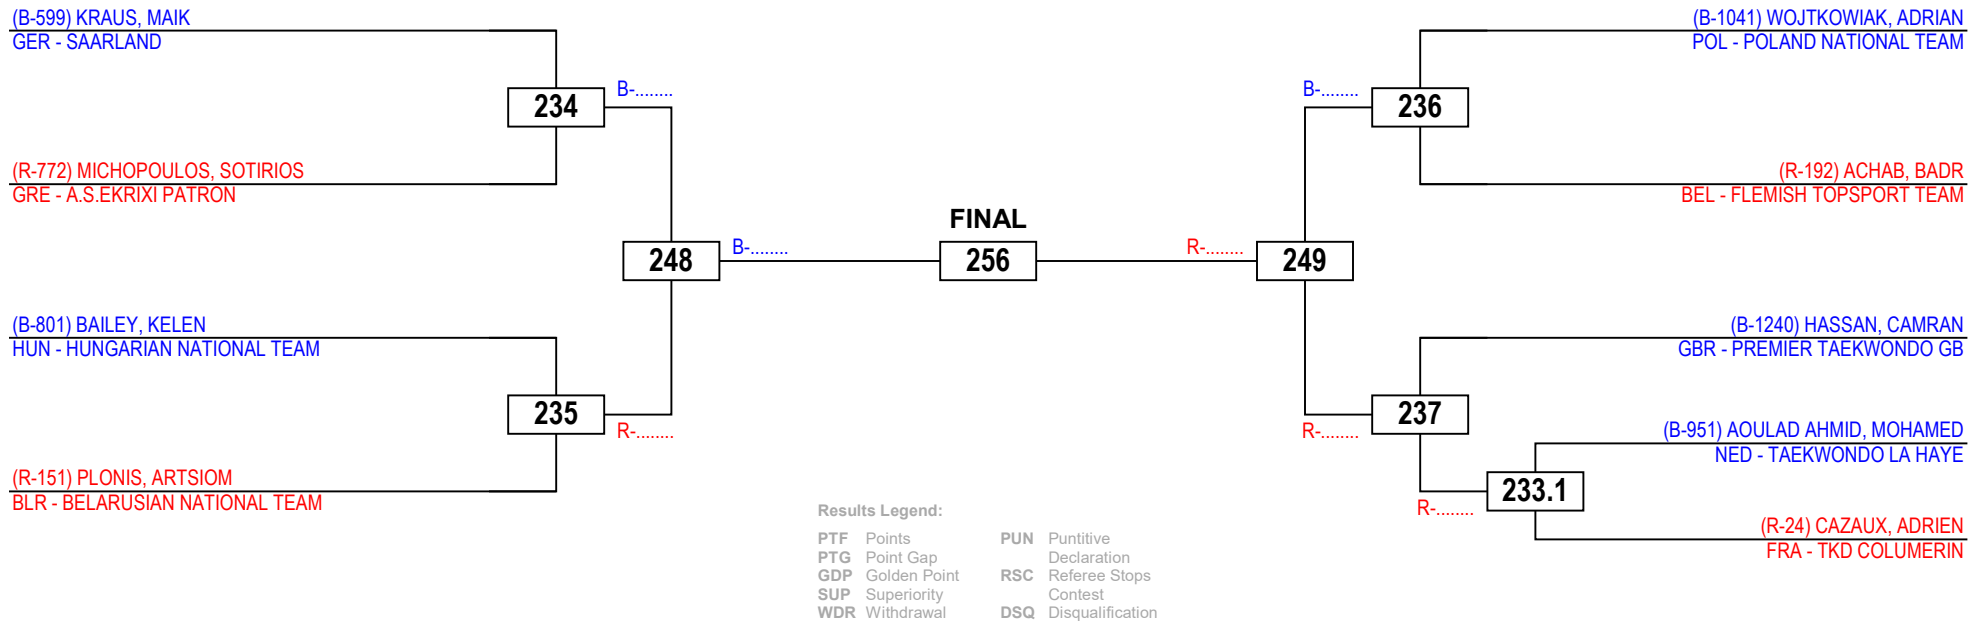 (B-599) KRAUS, MAIK
GER - SAARLAND
234
B-........
(R-772) MICHOPOULOS, SOTIRIOS
GRE - A.S.EKRIXI PATRON
248
B-........
(B-801) BAILEY, KELEN
HUN - HUNGARIAN NATIONAL TEAM
235
R-........
(R-151) PLONIS, ARTSIOM
BLR - BELARUSIAN NATIONAL TEAM
FINAL
256
(B-1041) WOJTKOWIAK, ADRIAN
POL - POLAND NATIONAL TEAM
B-........
236
(R-192) ACHAB, BADR
BEL - FLEMISH TOPSPORT TEAM
R-........
249
(B-1240) HASSAN, CAMRAN
GBR - PREMIER TAEKWONDO GB
237
R-........
(B-951) AOULAD AHMID, MOHAMED
NED - TAEKWONDO LA HAYE
233.1
R-........
(R-24) CAZAUX, ADRIEN
FRA - TKD COLUMERIN
Results Legend:
PTF Points
PTG Point Gap
GDP Golden Point
SUP Superiority
WDR Withdrawal
PUN Puntitive
Declaration
RSC Referee Stops
Contest
DSQ Disqualification